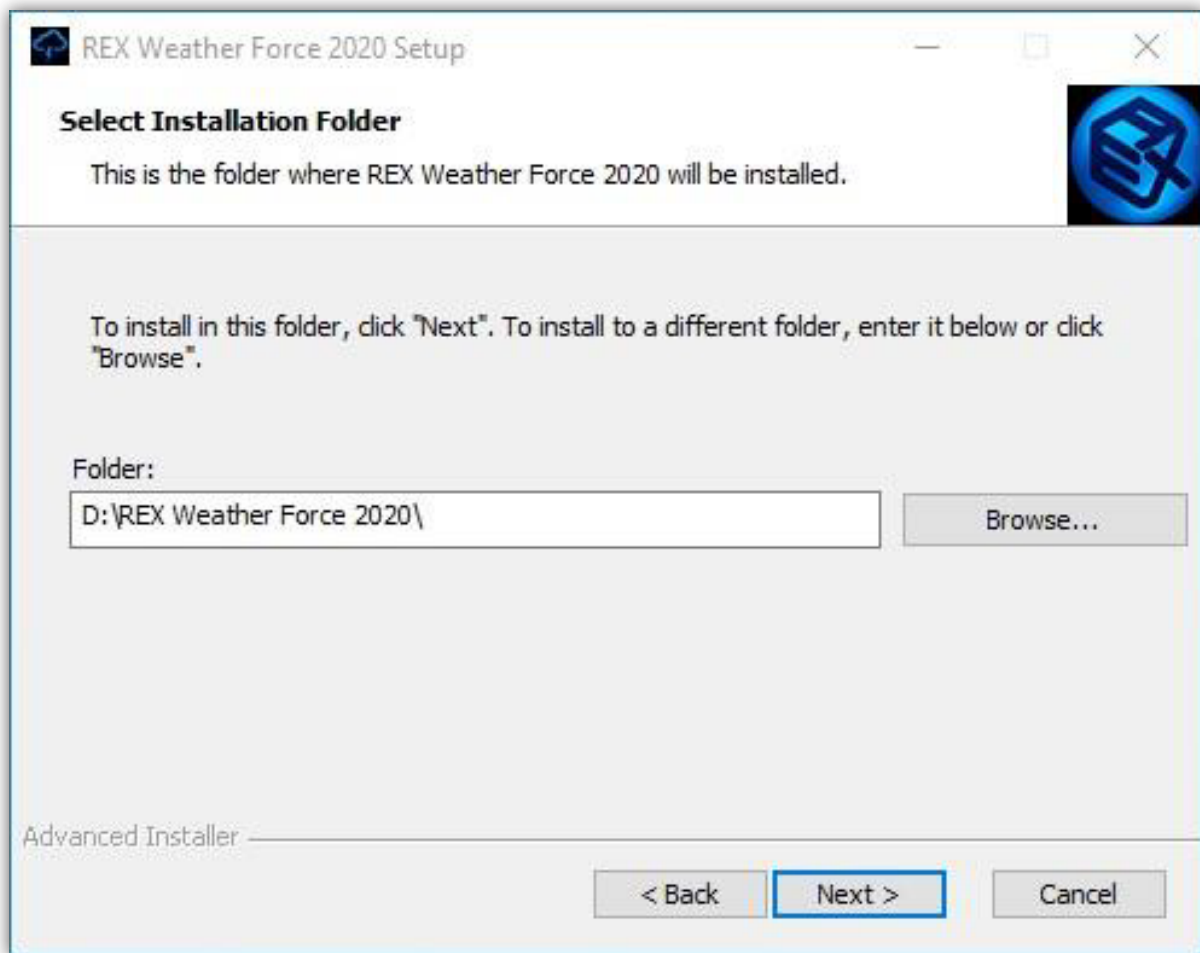 REX Weather Force 2020 Setup
Select Installation Folder
This is the folder where REX Weather Force 2020 will be installed.
REX
To install in this folder, click "Next". To install to a different folder, enter it below or click
"Browse".
Folder:
D:\REX Weather Force 2020\
Browse...
Advanced Installer
< Back
Next >
Cancel